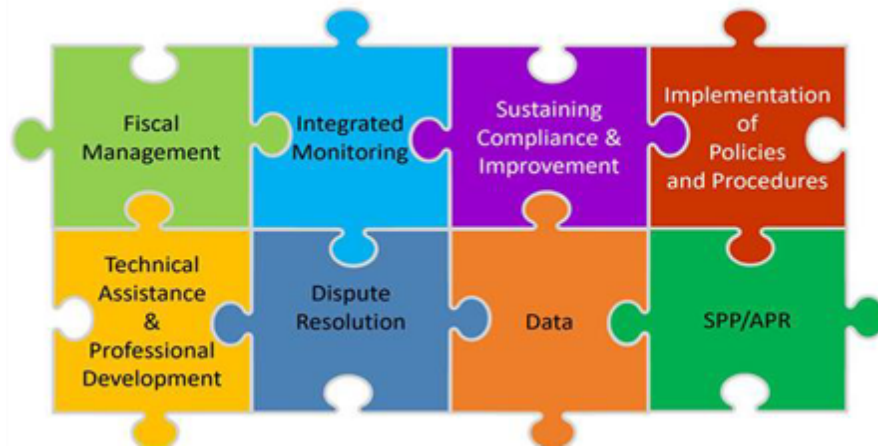 Fiscal
Management
Integrated
Monitoring
Sustaining
Compliance &
Improvement
Implementation
of
Policies
and Procedures
Technical
Assistance
&
Professional
Development
Dispute
Resolution
Data
SPP/APR